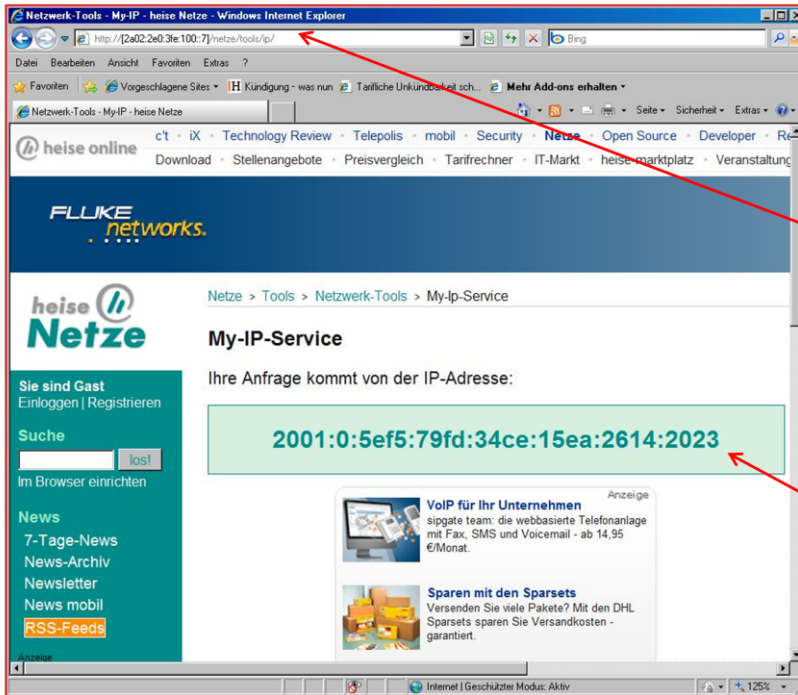 Netzwerk-Tools - My-IP - heise Netze - Windows Internet Explorer
http://[2a02:2e0:3fe:100::7]/netze/tools/ip/
Bing
Datei Bearbeiten Ansicht Favoriten Extras ?
Favoriten Vorgeschlagene Sites Kündigung - was nun Tarifliche Unkündbarkeit sch... Mehr Add-ons erhalten
Netzwerk-Tools - My-IP - heise Netze Seite Sicherheit Extras
heise online
c't iX Technology Review Telepolis mobil Security Netze Open Source Developer
Download Stellenangebote Preisvergleich Tarifrechner IT-Markt heise-marktplatz Veranstaltung
FLUKE
networks.
heise
Netze
Netze > Tools > Netzwerk-Tools > My-Ip-Service
My-IP-Service
Ihre Anfrage kommt von der IP-Adresse:
2001:0:5ef5:79fd:34ce:15ea:2614:2023
Sie sind Gast
Einloggen | Registrieren
Suche
los!
Im Browser einrichten
News
7-Tage-News
News-Archiv
Newsletter
News mobil
RSS-Feeds
Anzeige
Anzeige
VoIP für Ihr Unternehmen
sipgate team: die webbasierte Telefonanlage
mit Fax, SMS und Voicemail - ab 14,95
€/Monat.
Sparen mit den Sparsets
Versenden Sie viele Pakete? Mit den DHL
Sparsets sparen Sie Versandkosten -
garantiert.
Internet | Geschützter Modus: Aktiv
125%